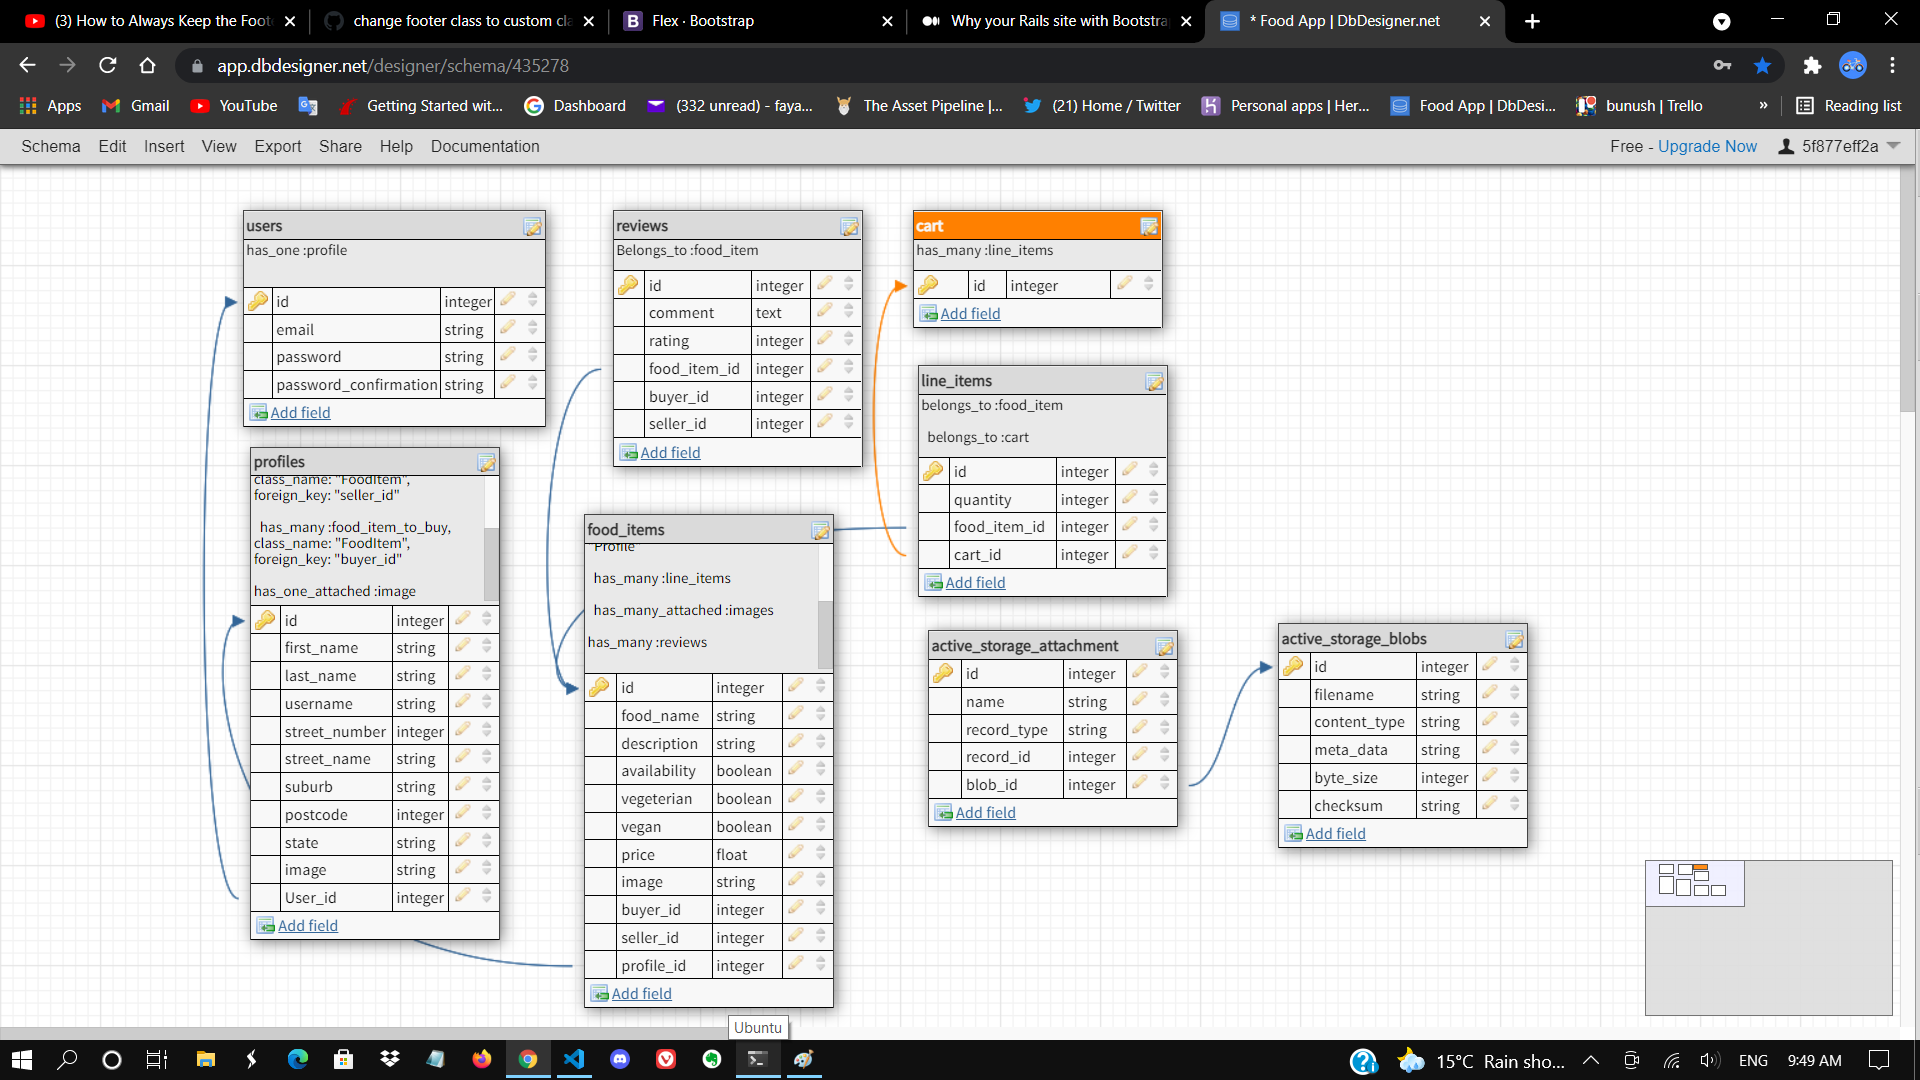 (3) How to Always Keep the Foot
change footer class to custom cl
Flex · Bootstrap
Why your Rails site with Bootstra
* Food App | DbDesigner.net
app.dbdesigner.net/designer/schema/435278
Apps
Gmail
YouTube
Getting Started wit...
Dashboard
(332 unread) - faya...
The Asset Pipeline |...
(21) Home / Twitter
Personal apps | Her...
Food App | DbDesi...
bunush | Trello
»
Reading list
Schema Edit Insert View Export Share Help Documentation
Free - Upgrade Now
5f877eff2a
users
has_one :profile
id integer
email string
password string
password_confirmation string
Add field
profiles
class_name: "FoodItem",
foreign_key: "seller_id"
has_many :food_item_to_buy,
class_name: "FoodItem",
foreign_key: "buyer_id"
has_one_attached :image
id integer
first_name string
last_name string
username string
street_number integer
street_name string
suburb string
postcode integer
state string
image string
User_id integer
Add field
reviews
Belongs_to :food_item
id integer
comment text
rating integer
food_item_id integer
buyer_id integer
seller_id integer
Add field
food_items
Profile
has_many :line_items
has_many_attached :images
has_many :reviews
id integer
food_name string
description string
availability boolean
vegeterian boolean
vegan boolean
price float
image string
buyer_id integer
seller_id integer
profile_id integer
Add field
cart
has_many :line_items
id integer
Add field
line_items
belongs_to :food_item
belongs_to :cart
id integer
quantity integer
food_item_id integer
cart_id integer
Add field
active_storage_attachment
id integer
name string
record_type string
record_id integer
blob_id integer
Add field
active_storage_blobs
id integer
filename string
content_type string
meta_data string
byte_size integer
checksum string
Add field
Ubuntu
15°C Rain sho...
ENG
9:49 AM